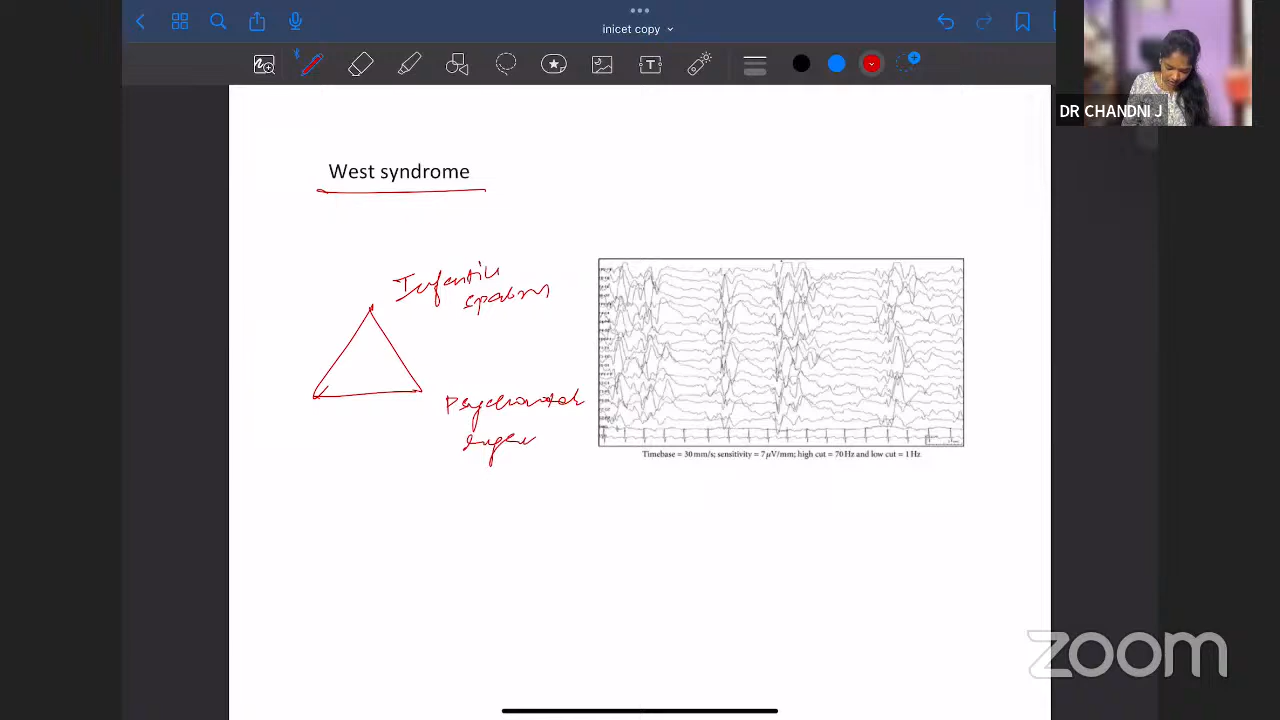 inicet copy
DR CHANDNI J
West syndrome
Infantile
spasms
Timebase = 30 mm/s; sensitivity = 7 µV/mm; high cut = 70 Hz and low cut = 1 Hz
zoom